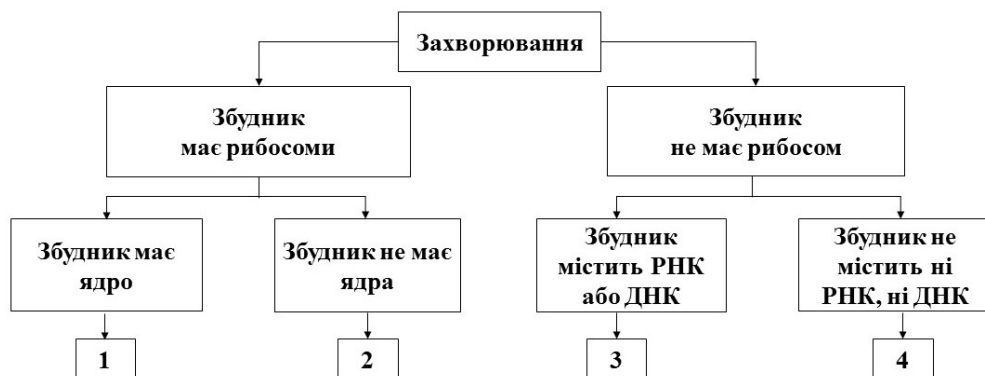 Захворювання
Збудник
має рибосоми
Збудник
не має рибосом
Збудник має
ядро
Збудник не має
ядра
Збудник
містить РНК
або ДНК
Збудник не
містить ні
РНК, ні ДНК
1
2
3
4